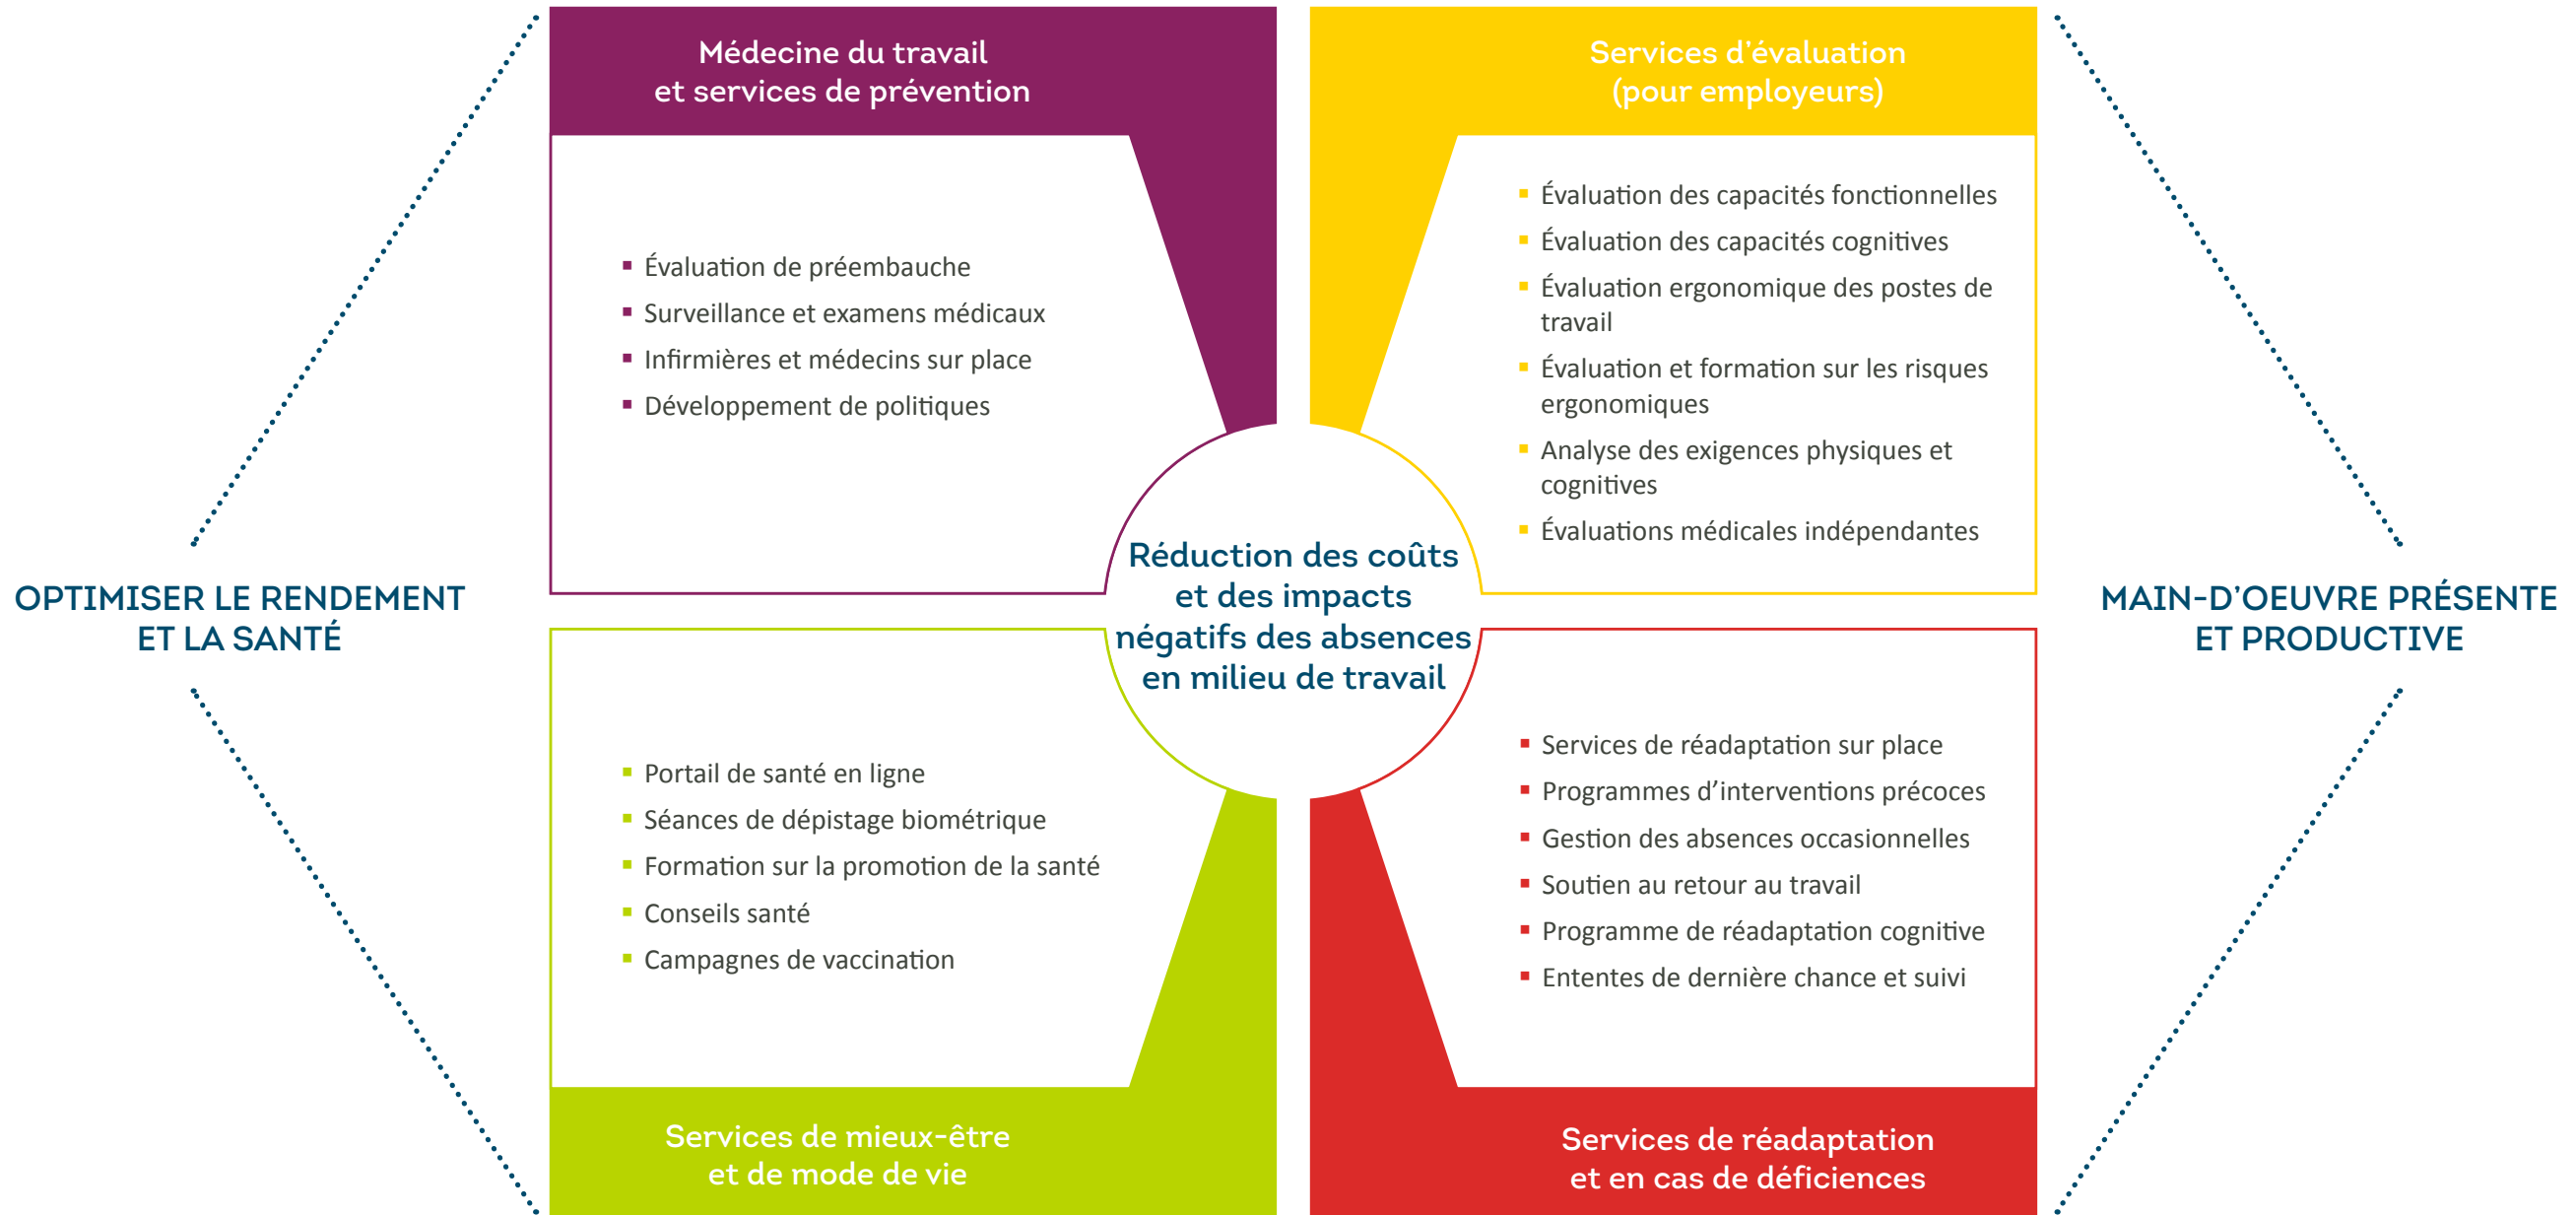 Médecine du travail
et services de prévention
Évaluation de préembauche
Surveillance et examens médicaux
Infirmières et médecins sur place
Développement de politiques
Services d'évaluation
(pour employeurs)
Évaluation des capacités fonctionnelles
Évaluation des capacités cognitives
Évaluation ergonomique des postes de
travail
Évaluation et formation sur les risques
ergonomiques
Analyse des exigences physiques et
cognitives
Évaluations médicales indépendantes
OPTIMISER LE RENDEMENT
ET LA SANTÉ
Réduction des coûts
et des impacts
négatifs des absences
en milieu de travail
MAIN-D'OEUVRE PRÉSENTE
ET PRODUCTIVE
Portail de santé en ligne
Séances de dépistage biométrique
Formation sur la promotion de la santé
Conseils santé
Campagnes de vaccination
Services de mieux-être
et de mode de vie
Services de réadaptation sur place
Programmes d'interventions précoces
Gestion des absences occasionnelles
Soutien au retour au travail
Programme de réadaptation cognitive
Ententes de dernière chance et suivi
Services de réadaptation
et en cas de déficiences